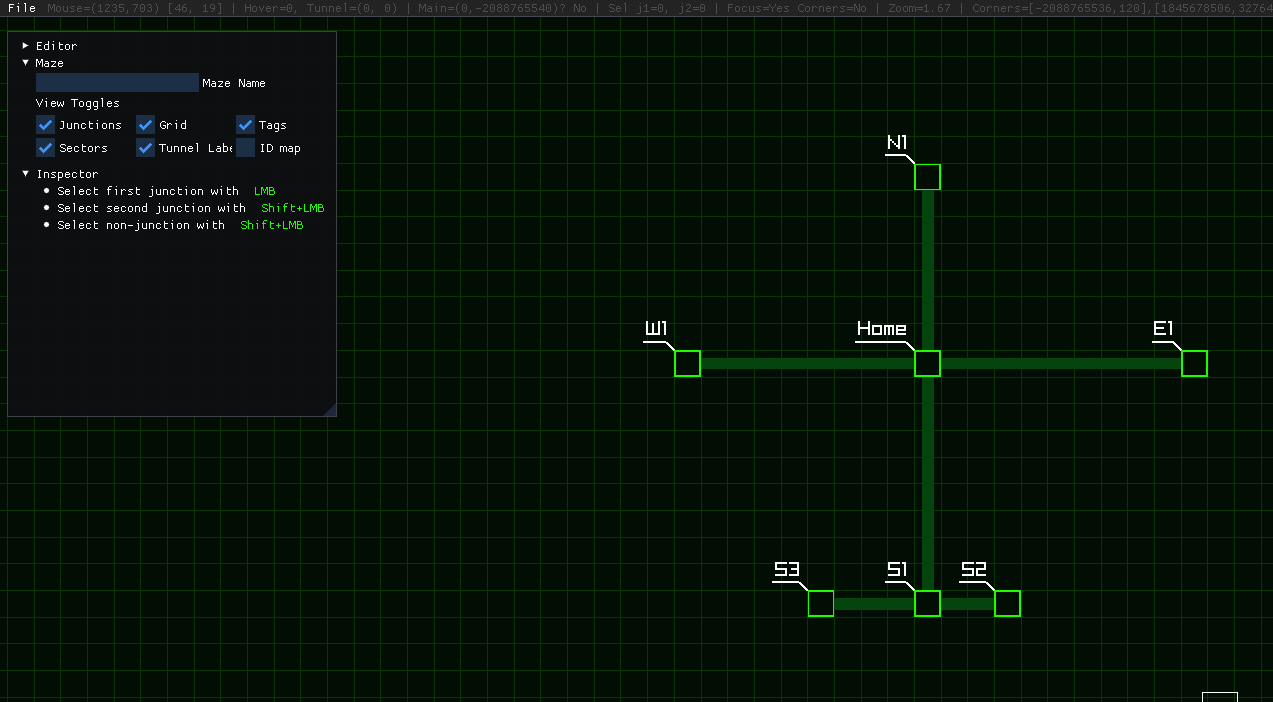 File Mouse=(1235,703) [46, 19] | Hover=0, Tunnel=(0, 0) | Main=(0,-2088765540)? No | Sel j1=0, j2=0 | Focus=Yes Corners=No | Zoom=1.67 | Corners=[-2088765536,120],[1845678506,32764
Editor
Maze
Maze Name
View Toggles
Junctions Grid Tags
Sectors Tunnel Labe ID map
Inspector
Select first junction with LMB
Select second junction with Shift+LMB
Select non-junction with Shift+LMB
N1
W1 Home E1
S3 S1 S2